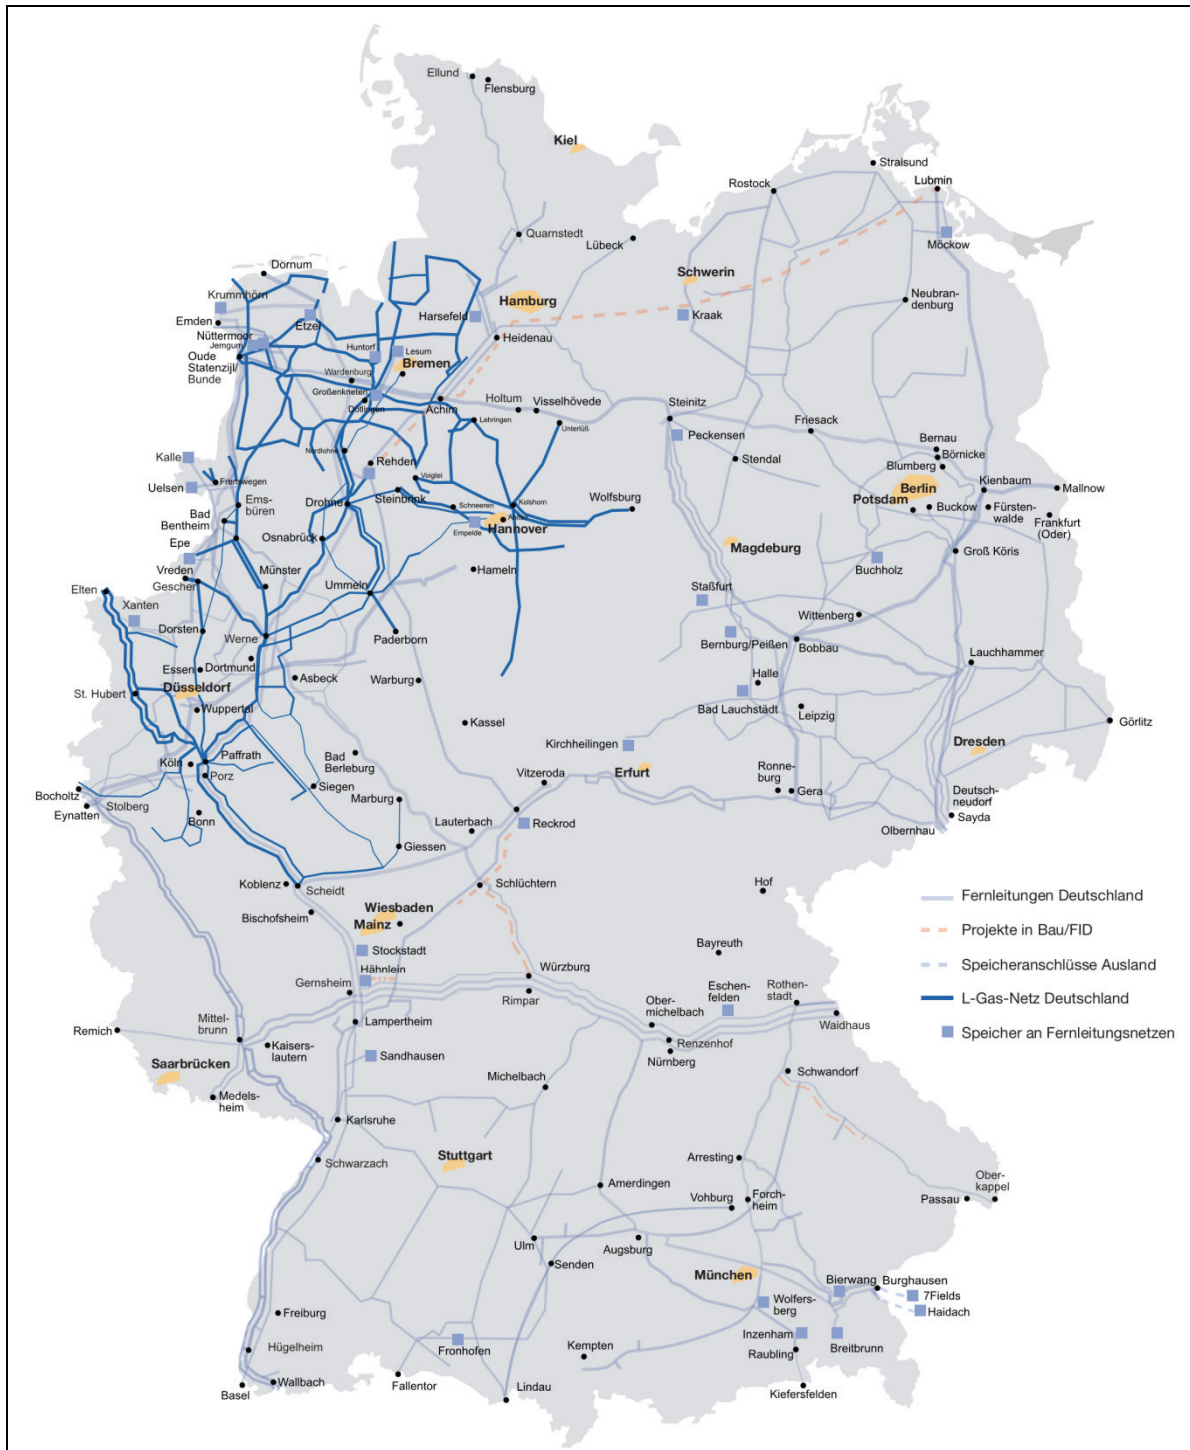 Ellund
Flensburg
Kiel
Stralsund
Rostock
Lubmin
Quarnstedt
Lübeck
Möckow
Dornum
Schwerin
Krummhörn
Hamburg
Neubran-
denburg
Emden
Etzel
Harsefeld
Kraak
Nüttermoor
Jemgum
Huntorf
Lesum
Heidenau
Oude
Statenzijl/
Bunde
Bremen
Wardenburg
Großenkneten
Dötlingen
Achim
Holtum
Visselhövede
Steinitz
Friesack
Lehringen
Unterlüß
Peckensen
Bernau
Börnicke
Blumberg
Nordlohne
Kalle
Rehden
Voigtei
Stendal
Uelsen
Frenswegen
Berlin
Kienbaum
Mallnow
Ems-
büren
Drohne
Steinbrink
Schneeren
Kolshorn
Wolfsburg
Potsdam
Buckow
Fürsten-
walde
Frankfurt
(Oder)
Bad
Bentheim
Osnabrück
Empelde
Hannover
Magdeburg
Groß Köris
Epe
Buchholz
Vreden
Gescher
Münster
Hameln
Elten
Ummeln
Staßfurt
Xanten
Wittenberg
Dorsten
Werne
Paderborn
Bernburg/Peißen
Bobbau
Essen
Dortmund
Asbeck
Warburg
Halle
Lauchhammer
St. Hubert
Düsseldorf
Bad Lauchstädt
Leipzig
Wuppertal
Kassel
Görlitz
Kirchheilingen
Dresden
Köln
Paffrath
Bad
Berleburg
Porz
Vitzeroda
Erfurt
Ronne-
burg
Gera
Bocholtz
Stolberg
Siegen
Marburg
Deutsch-
neudorf
Eynatten
Sayda
Bonn
Lauterbach
Reckrod
Olbernhau
Giessen
Koblenz
Scheidt
Schlüchtern
Hof
Fernleitungen Deutschland
Bischofsheim
Wiesbaden
Mainz
Projekte in Bau/FID
Stockstadt
Bayreuth
Speicheranschlüsse Ausland
Hähnlein
Würzburg
Eschen-
felden
Rothen-
stadt
Gernsheim
Rimpar
L-Gas-Netz Deutschland
Remich
Mittel-
brunn
Lampertheim
Ober-
michelbach
Waidhaus
Speicher an Fernleitungsnetzen
Kaisers-
lautern
Sandhausen
Renzenhof
Nürnberg
Saarbrücken
Michelbach
Schwandorf
Medels-
heim
Karlsruhe
Stuttgart
Schwarzach
Arresting
Ober-
kappel
Amerdingen
Vohburg
Forch-
heim
Passau
Ulm
Augsburg
Senden
München
Bierwang
Burghausen
7Fields
Haidach
Wolfers-
berg
Freiburg
Inzenham
Hügelheim
Fronhofen
Kempten
Raubling
Breitbrunn
Basel
Wallbach
Fallentor
Lindau
Kiefersfelden